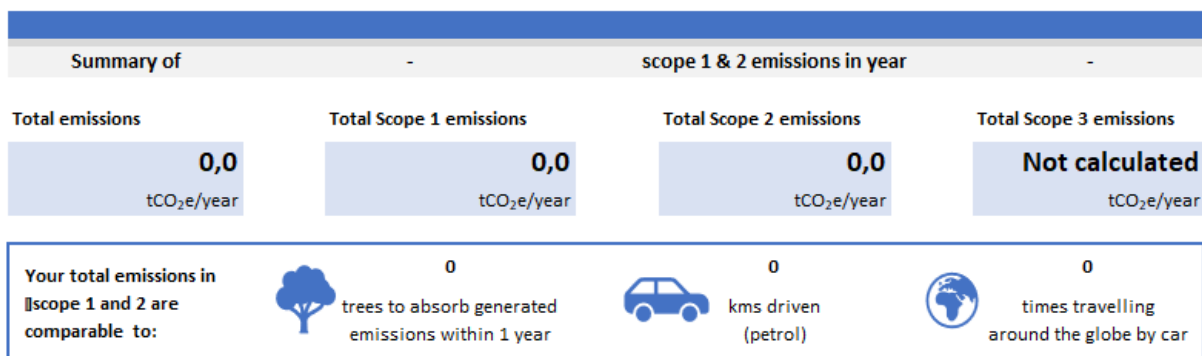 Summary of - scope 1 & 2 emissions in year -
Total emissions Total Scope 1 emissions Total Scope 2 emissions Total Scope 3 emissions
0,0 0,0 0,0 Not calculated
tCO₂e/year tCO₂e/year tCO₂e/year tCO₂e/year
Your total emissions in
scope 1 and 2 are
comparable to:
0
trees to absorb generated
emissions within 1 year
0
kms driven
(petrol)
0
times travelling
around the globe by car